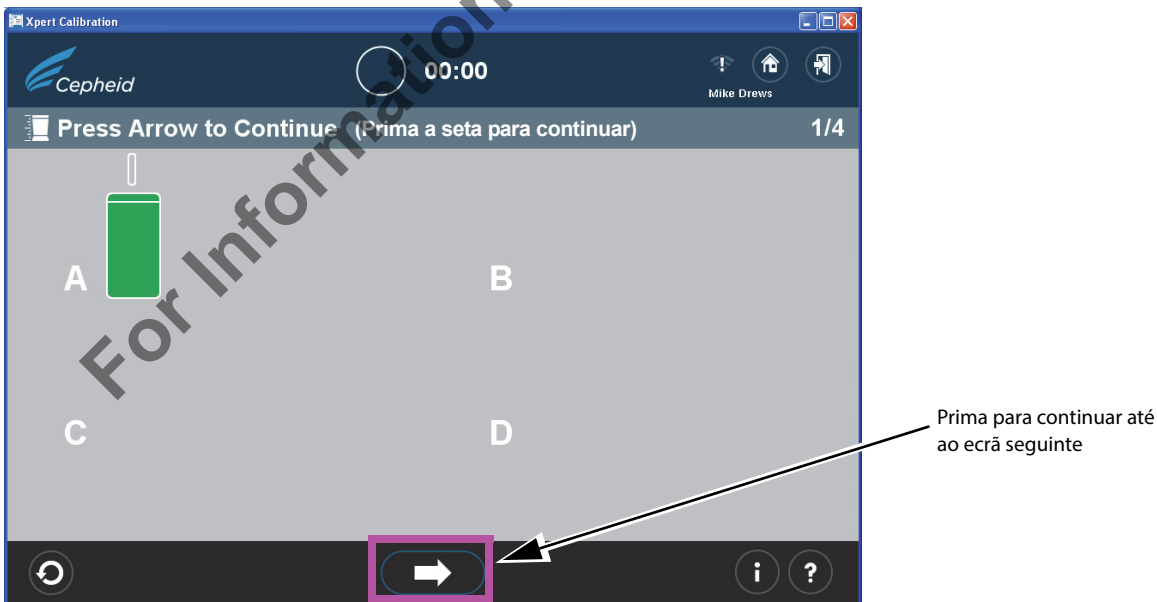 Xpert Calibration
Cepheid
00:00
Mike Drews
Press Arrow to Continue (Prima a seta para continuar) 1/4
A B
C D
Prima para continuar até
ao ecrã seguinte
i ?
For Information